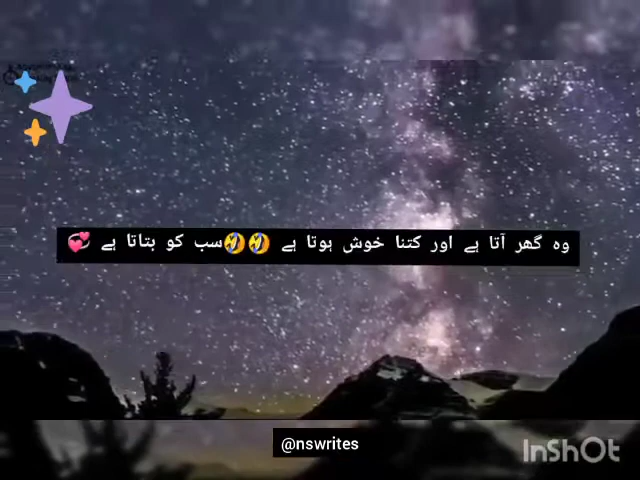 وہ گھر آتا ہے اور کتنا خوش ہوتا ہے 🤣🤣سب کو بتاتا ہے 💞
@nswrites
InShOt